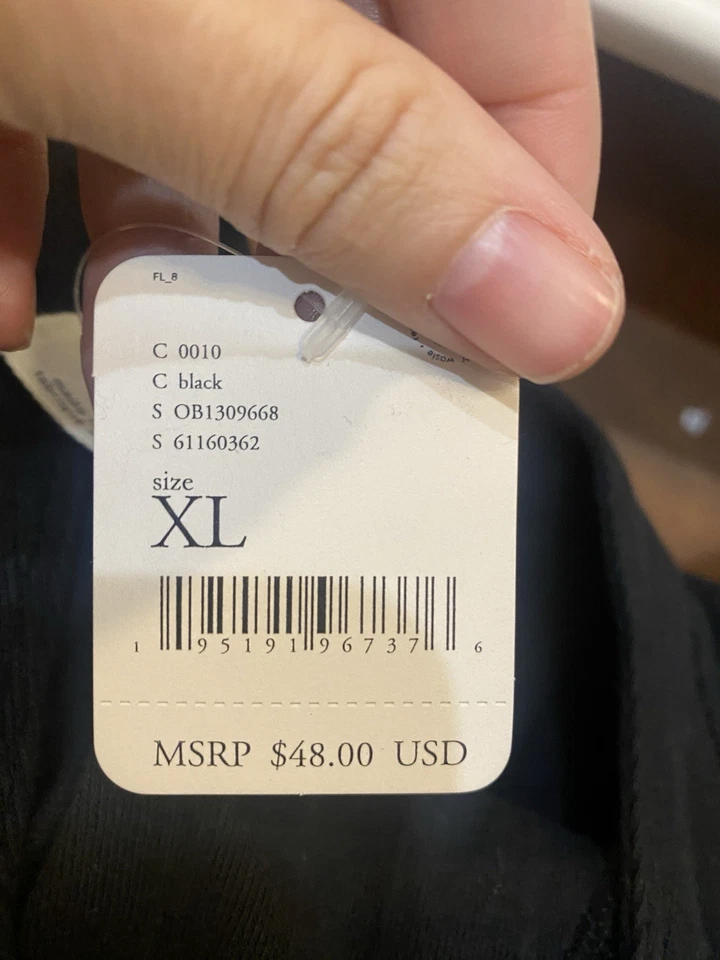 FL_8
C 0010
C black
S OB1309668
S 61160362
size
XL
1 95191 96737 6
MSRP $48.00 USD